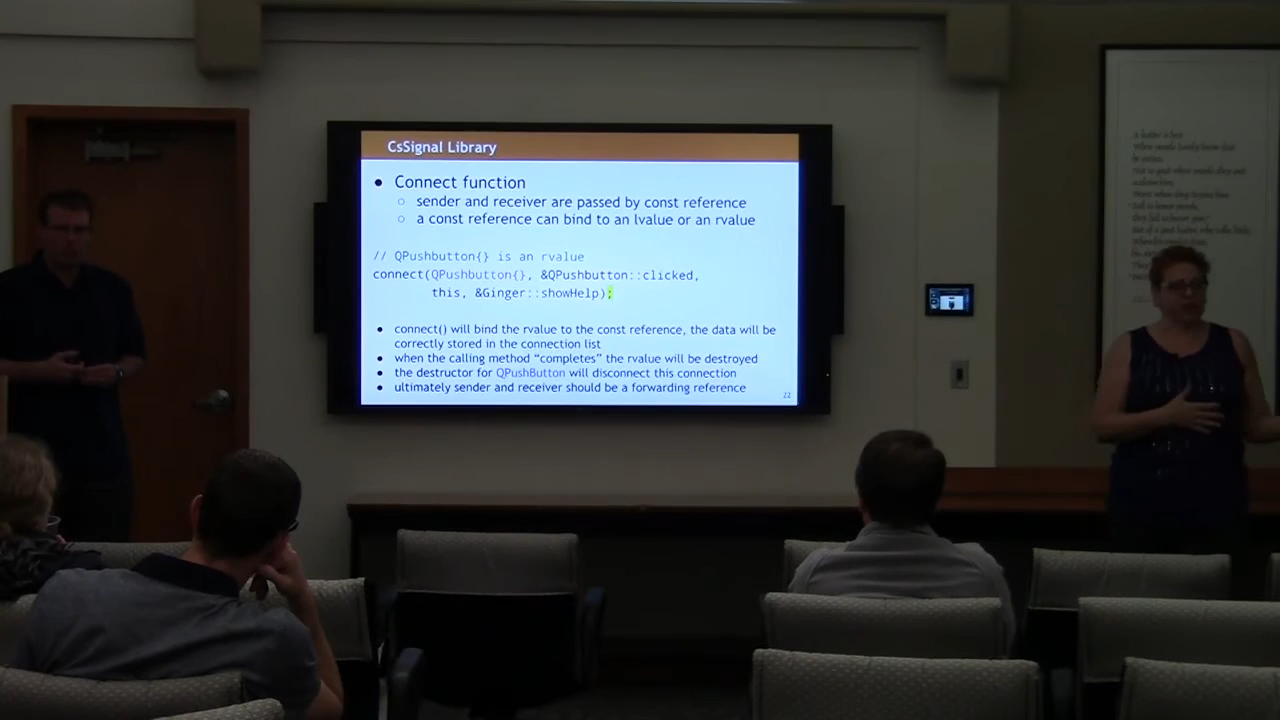 CsSignal Library
● Connect function
○ sender and receiver are passed by const reference
○ a const reference can bind to an lvalue or an rvalue
// QPushbutton{} is an rvalue
connect(QPushbutton{}, &QPushbutton::clicked,
this, &Ginger::showHelp);
● connect() will bind the rvalue to the const reference, the data will be
correctly stored in the connection list
● when the calling method “completes” the rvalue will be destroyed
● the destructor for QPushButton will disconnect this connection
● ultimately sender and receiver should be a forwarding reference
22